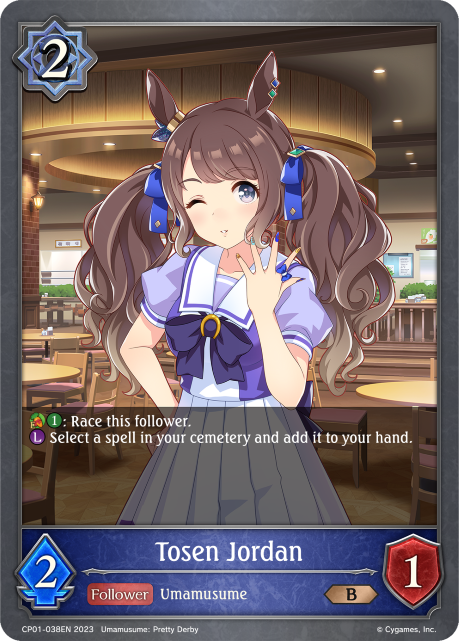 2
1 : Race this follower.
L Select a spell in your cemetery and add it to your hand.
Tosen Jordan
2
Follower Umamusume
B
1
CP01-038EN 2023 Umamusume: Pretty Derby
© Cygames, Inc.